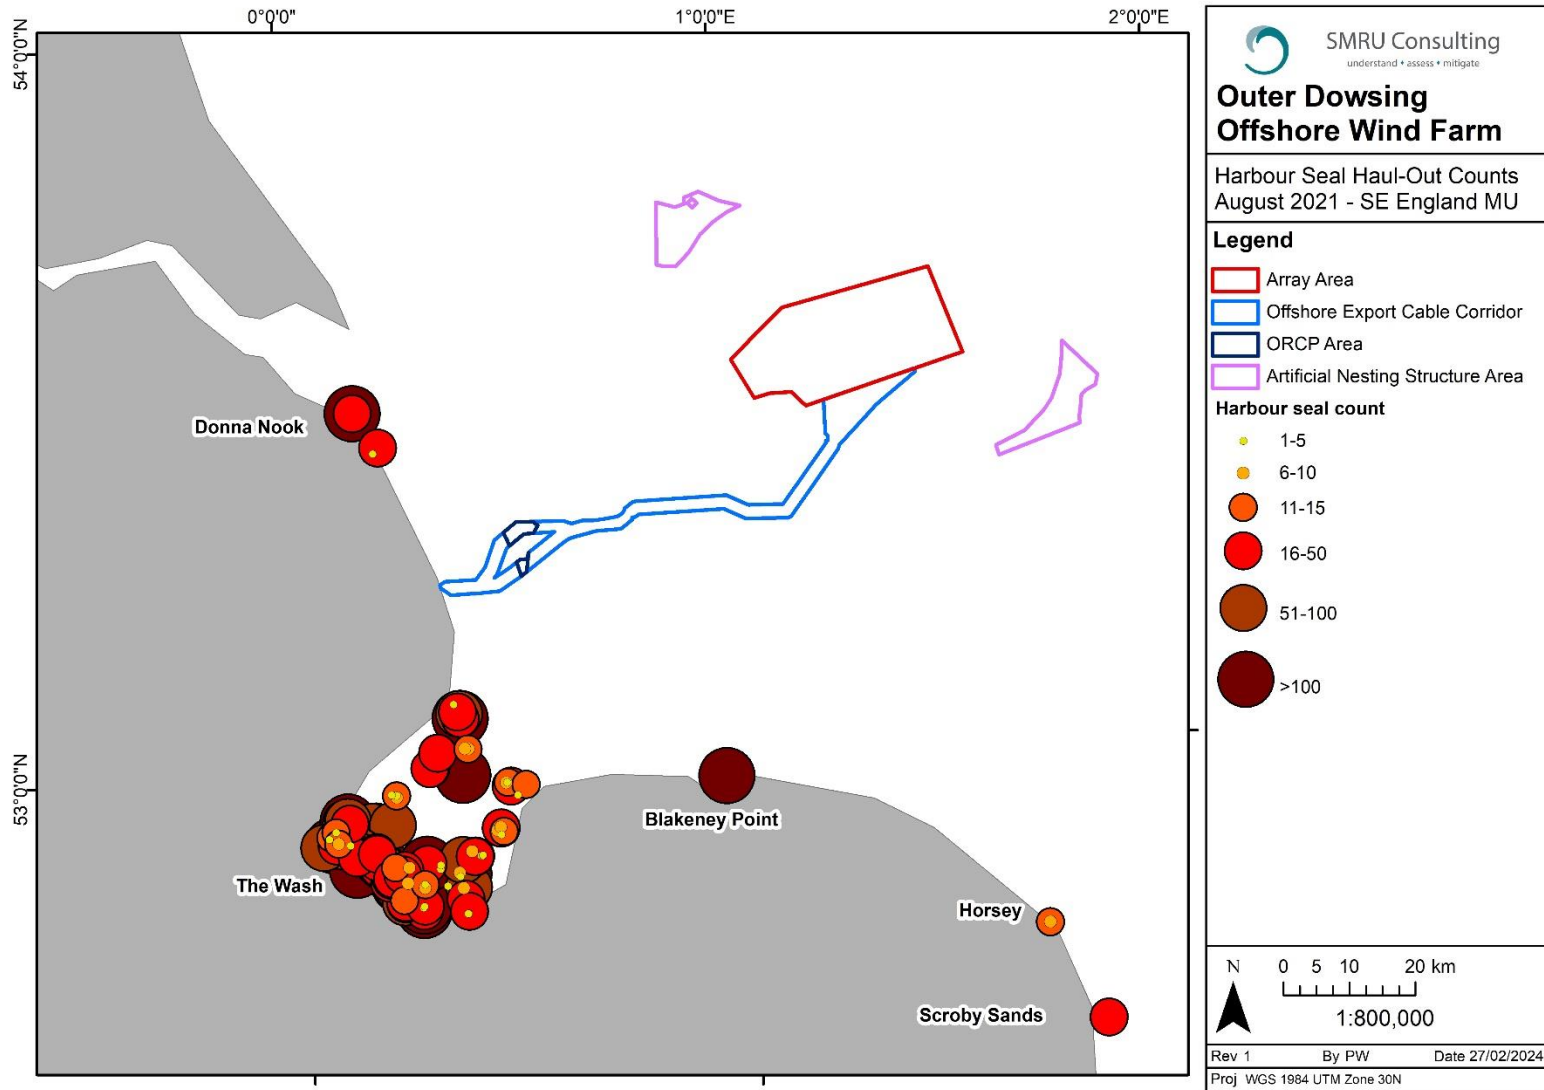 0°0'0"
1°0'0"E
2°0'0"E
54°0'0"N
53°0'0"N
Donna Nook
The Wash
Blakeney Point
Horsey
Scroby Sands
SMRU Consulting
understand • assess • mitigate
Outer Dowsing
Offshore Wind Farm
Harbour Seal Haul-Out Counts
August 2021 - SE England MU
Legend
Array Area
Offshore Export Cable Corridor
ORCP Area
Artificial Nesting Structure Area
Harbour seal count
1-5
6-10
11-15
16-50
51-100
>100
N
0 5 10 20 km
1:800,000
Rev 1 By PW Date 27/02/2024
Proj WGS 1984 UTM Zone 30N